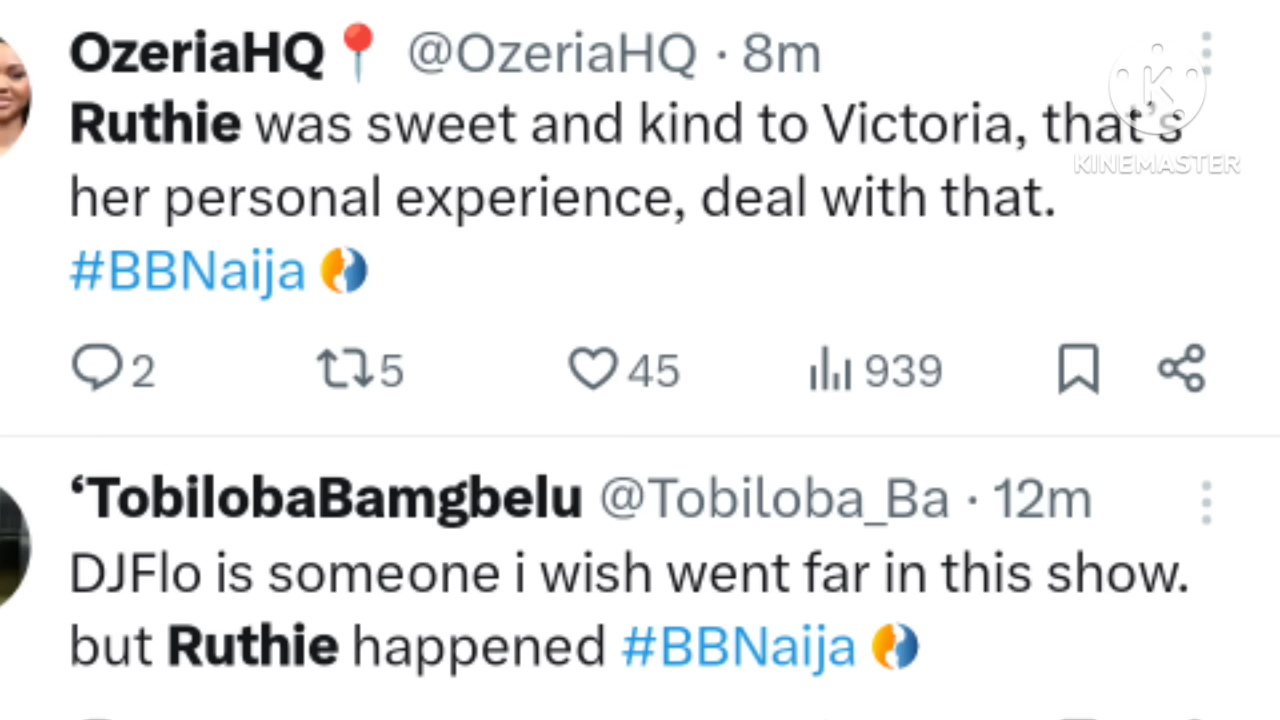 OzeriaHQ📍 @OzeriaHQ · 8m
Ruthie was sweet and kind to Victoria, that's
her personal experience, deal with that.
#BBNaija
2 5 45 939
‘TobilobaBamgbelu @Tobiloba_Ba · 12m
DJFlo is someone i wish went far in this show.
but Ruthie happened #BBNaija
K
KINEMASTER